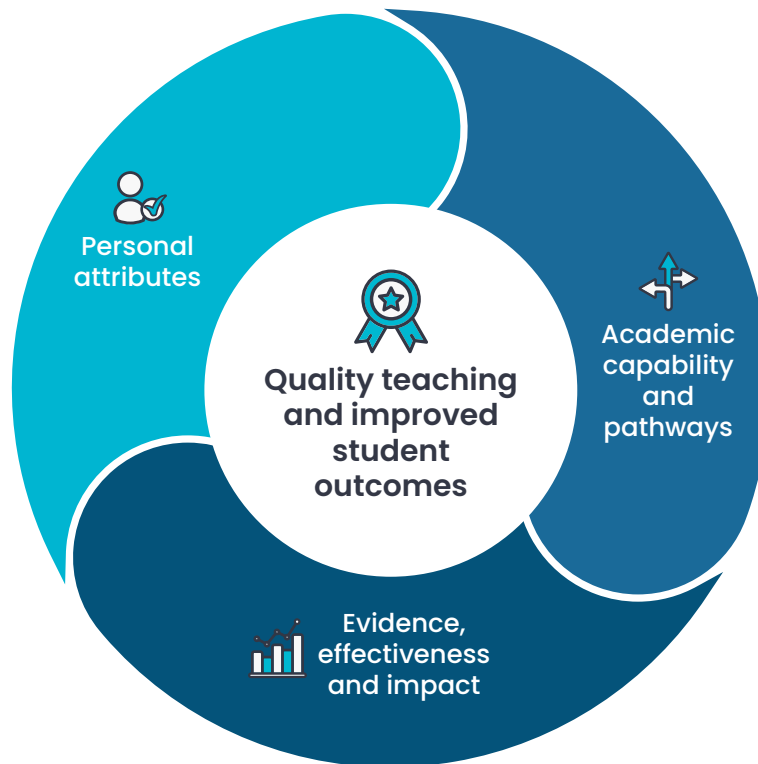 Personal
attributes
Academic
capability
and
pathways
Quality teaching
and improved
student
outcomes
Evidence,
effectiveness
and impact